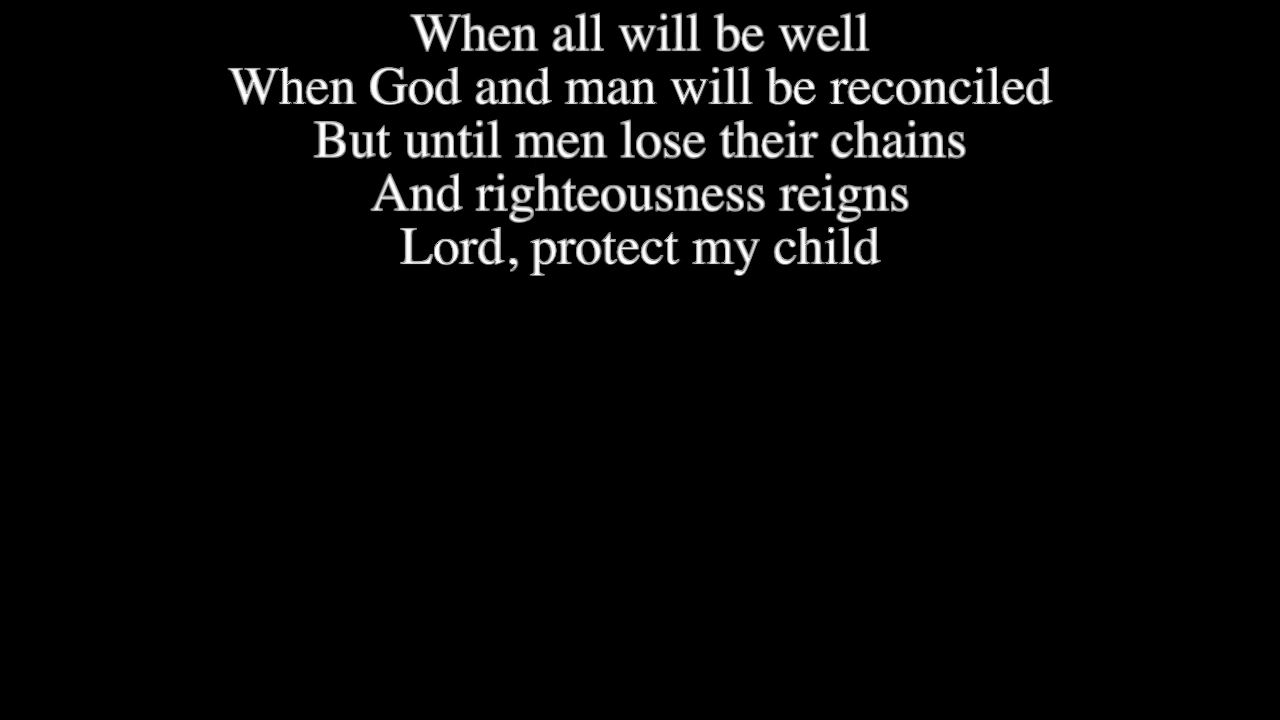 When all will be well
When God and man will be reconciled
But until men lose their chains
And righteousness reigns
Lord, protect my child